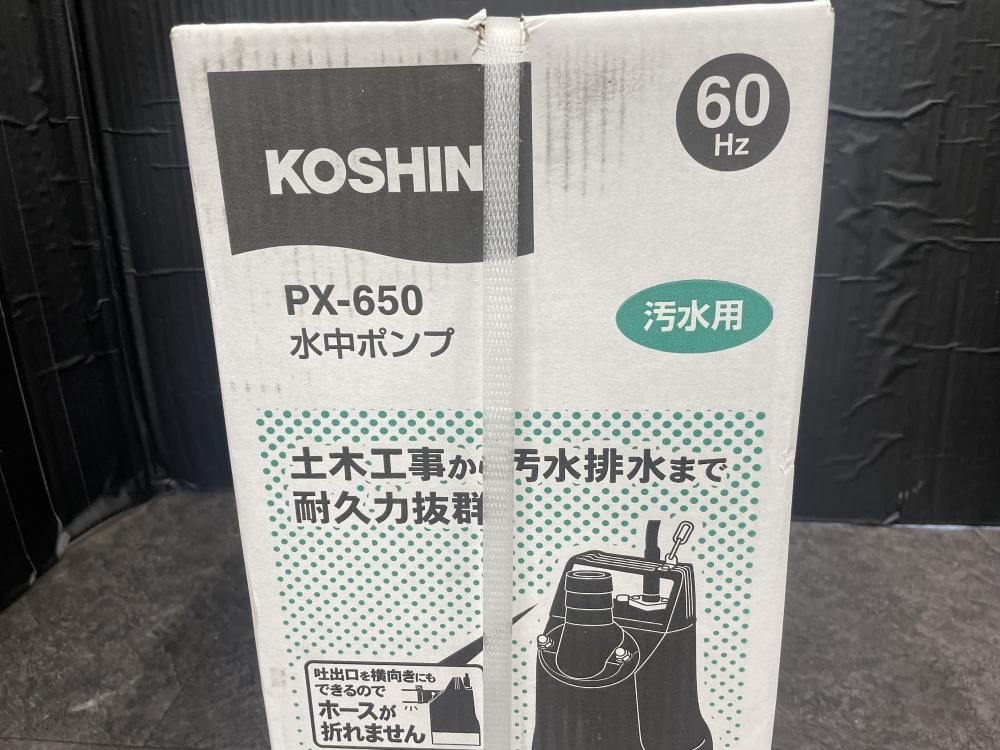 KOSHIN
60
Hz
PX-650
水中ポンプ
汚水用
土木工事から汚水排水まで
耐久力抜群
吐出口を横向きにも
できるので
ホースが
折れません